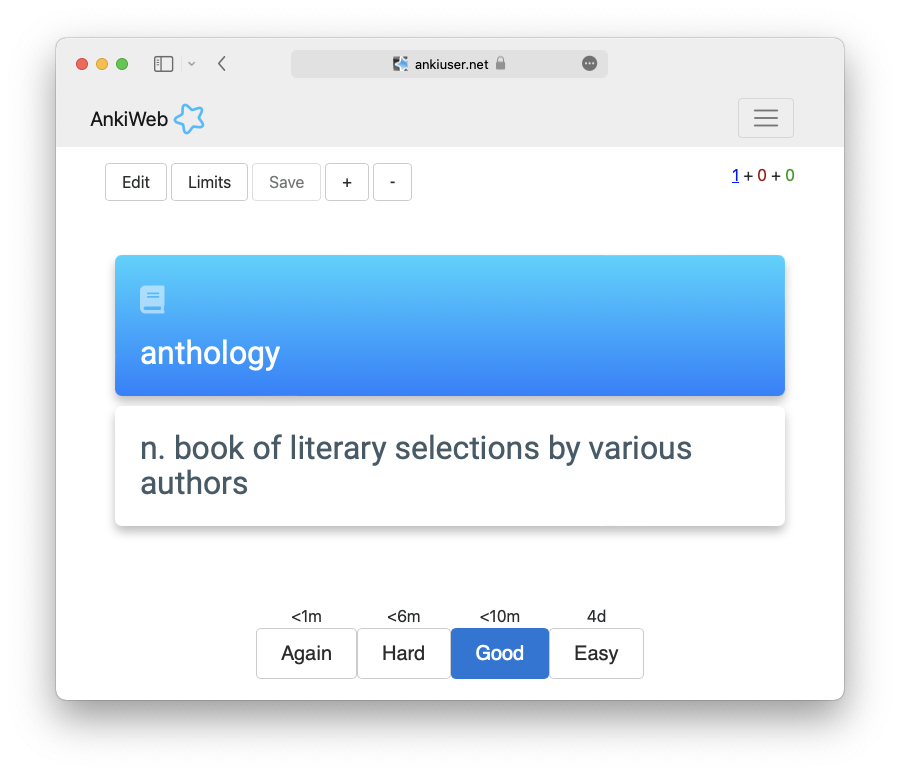 ankiuser.net
AnkiWeb
Edit Limits Save + -
1 + 0 + 0
anthology
n. book of literary selections by various
authors
<1m <6m <10m 4d
Again Hard Good Easy